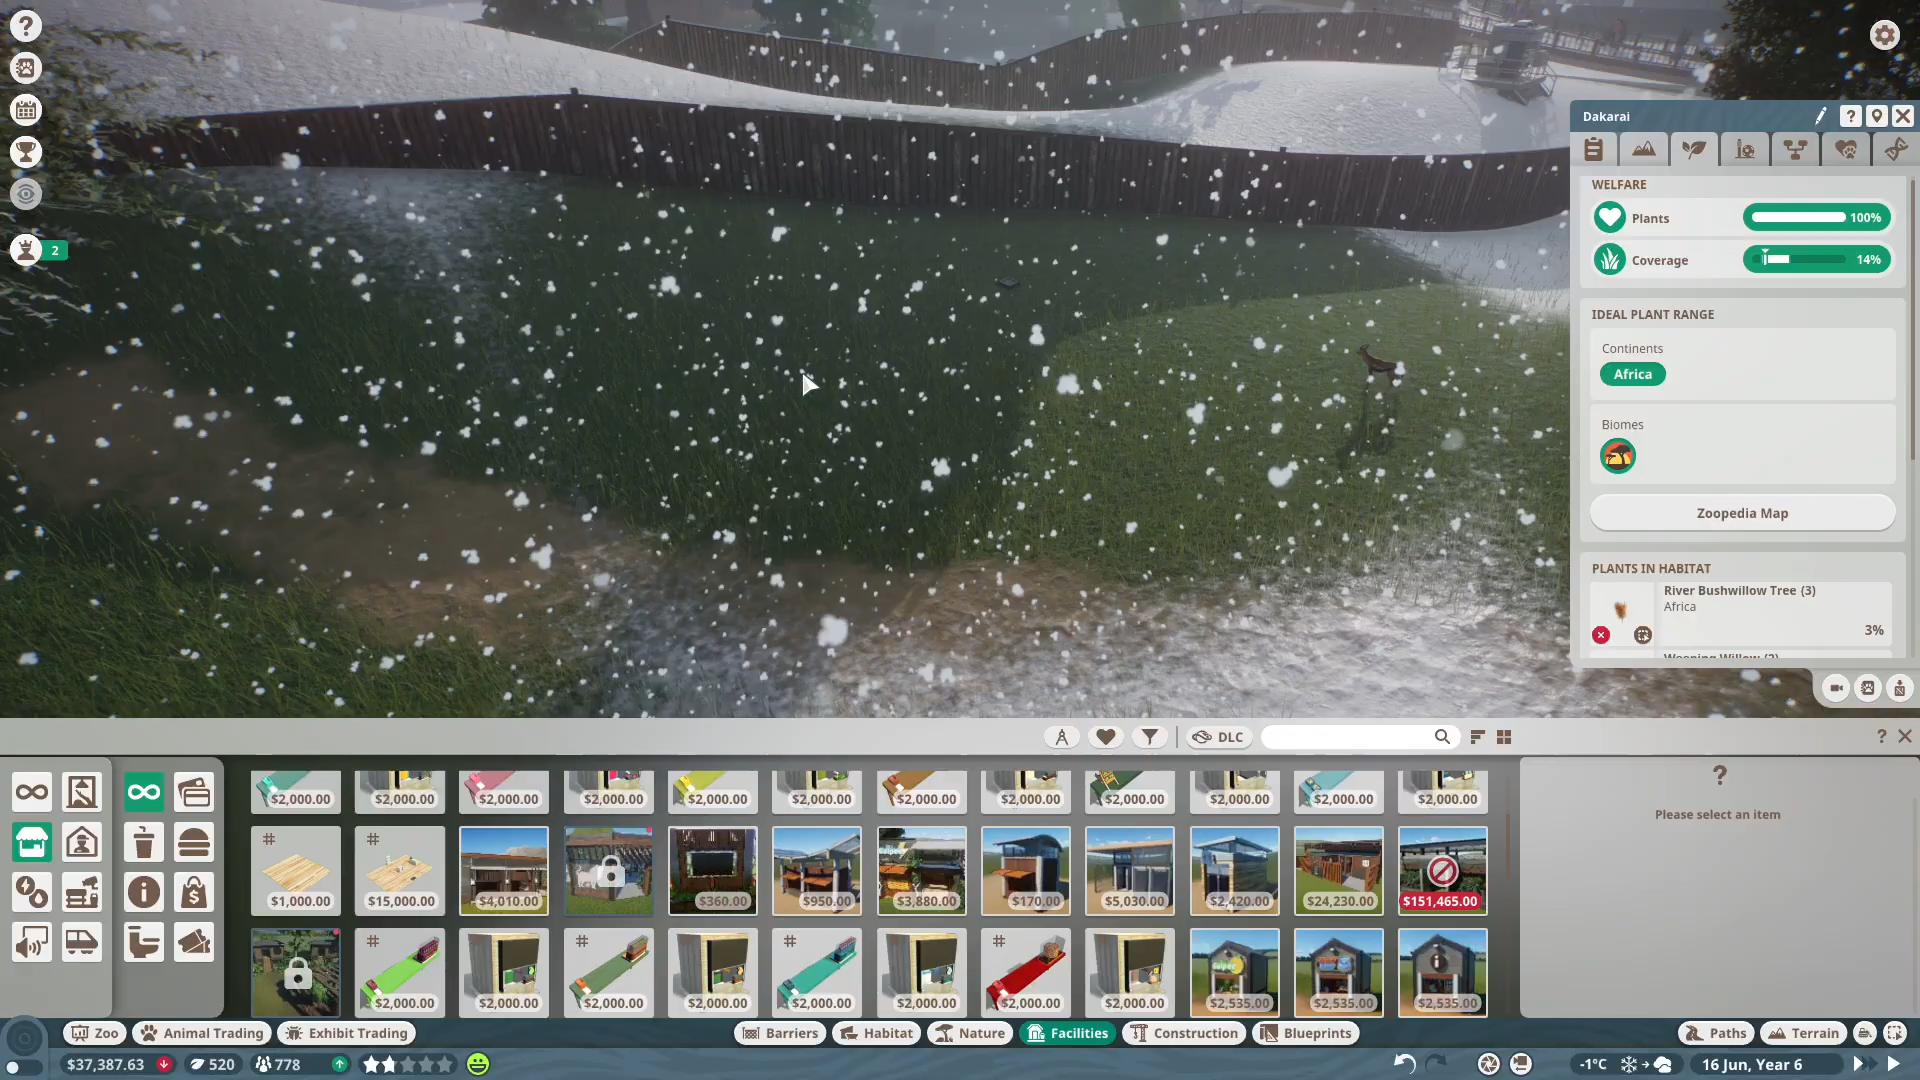 2
Dakarai
?
?
WELFARE
Plants
100%
Coverage
14%
IDEAL PLANT RANGE
Continents
Africa
Biomes
Zoopedia Map
PLANTS IN HABITAT
River Bushwillow Tree (3)
Africa
3%
Weeping Willow (2)
DLC
?
$2,000.00 $2,000.00 $2,000.00 $2,000.00 $2,000.00 $2,000.00 $2,000.00 $2,000.00 $2,000.00 $2,000.00 $2,000.00 $2,000.00
# #
$1,000.00 $15,000.00 $4,010.00 $360.00 $950.00 $3,880.00 $170.00 $5,030.00 $2,420.00 $24,230.00 $151,465.00
# # # #
$2,000.00 $2,000.00 $2,000.00 $2,000.00 $2,000.00 $2,000.00 $2,000.00 $2,000.00 $2,535.00 $2,535.00 $2,535.00
?
Please select an item
Zoo Animal Trading Exhibit Trading Barriers Habitat Nature Facilities Construction Blueprints Paths Terrain
$37,387.63 520 778 -1°C 16 Jun, Year 6